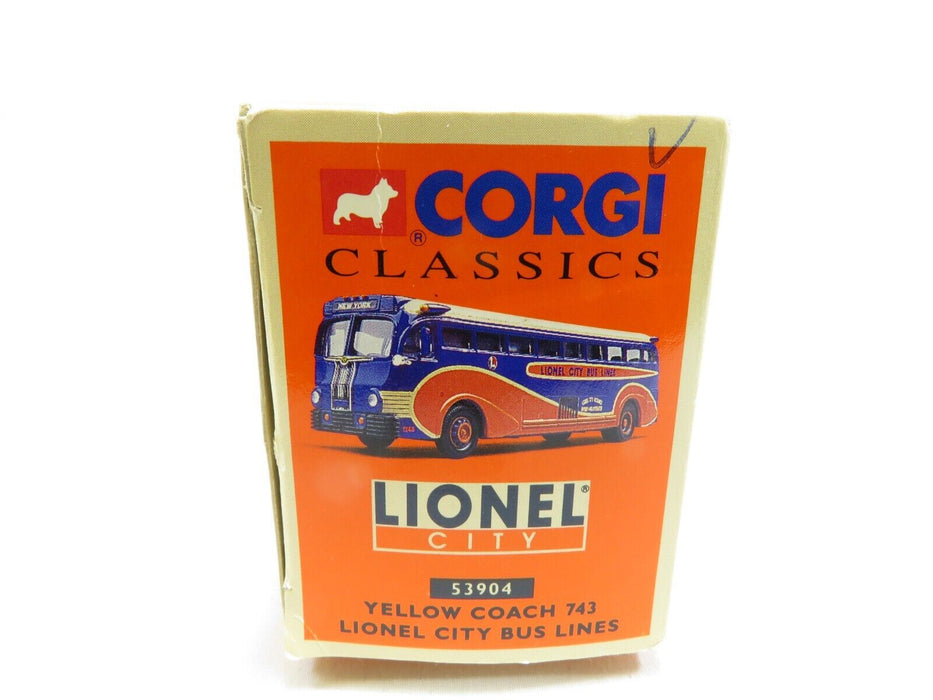 CORGI
®
CLASSICS
NEW YORK
LIONEL CITY BUS LINES
L
LIONEL®
CITY
53904
YELLOW COACH 743
LIONEL CITY BUS LINES